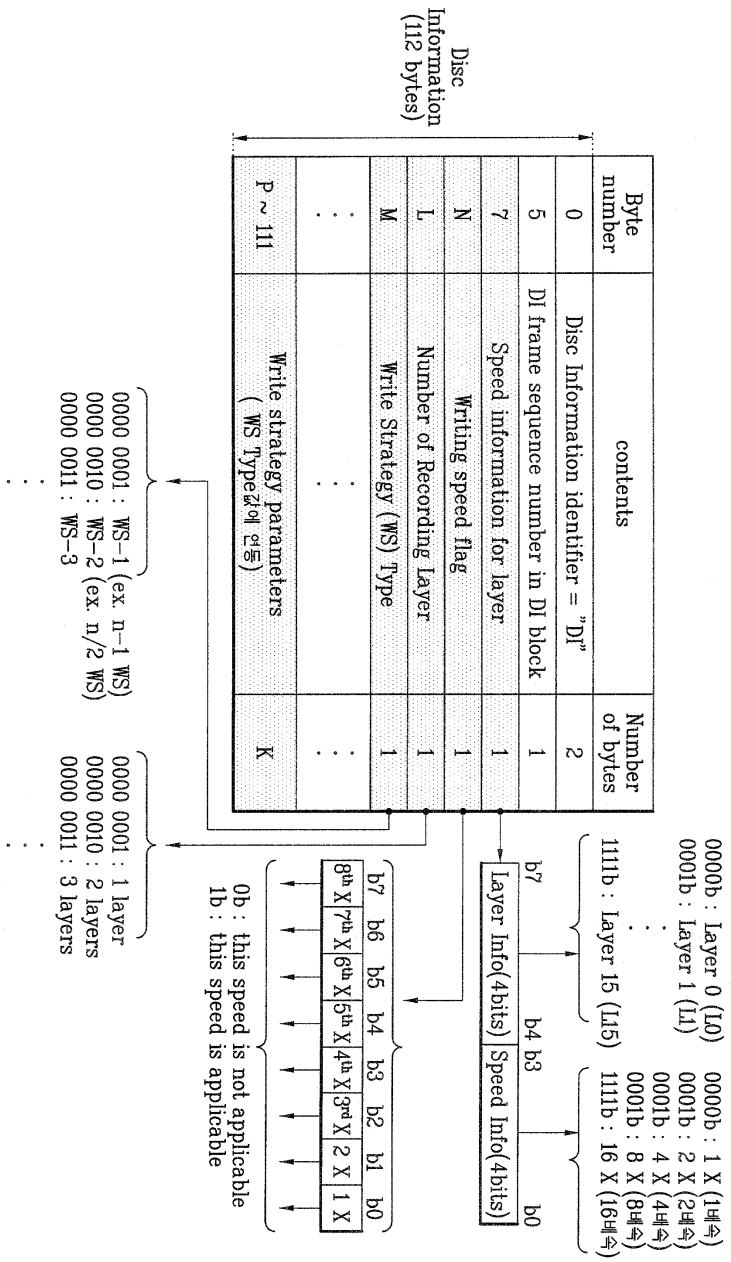 0000b : Layer 0 (L0)
0001b : Layer 1 (L1)
. . .
1111b : Layer 15 (L15)
0000b : 1 X (1배속)
0001b : 2 X (2배속)
0001b : 4 X (4배속)
0001b : 8 X (8배속)
1111b : 16 X (16배속)
b7 b4 b3 b0
Layer Info(4bits) Speed Info(4bits)
Byte number contents Number of bytes
0 Disc Information identifier = "DI" 2
5 DI frame sequence number in DI block 1
7 Speed information for layer 1
N Writing speed flag 1
L Number of Recording Layer 1
M Write Strategy (WS) Type 1
. . . . . . . . .
P ~ 111 Write strategy parameters K
( WS Type값에 연동)
Disc
Information
(112 bytes)
b7 b6 b5 b4 b3 b2 b1 b0
8th X 7th X 6th X 5th X 4th X 3rd X 2 X 1 X
0b : this speed is not applicable
1b : this speed is applicable
0000 0001 : WS-1 (ex. n-1 WS)
0000 0010 : WS-2 (ex. n/2 WS)
0000 0011 : WS-3
. . .
0000 0001 : 1 layer
0000 0010 : 2 layers
0000 0011 : 3 layers
. . .